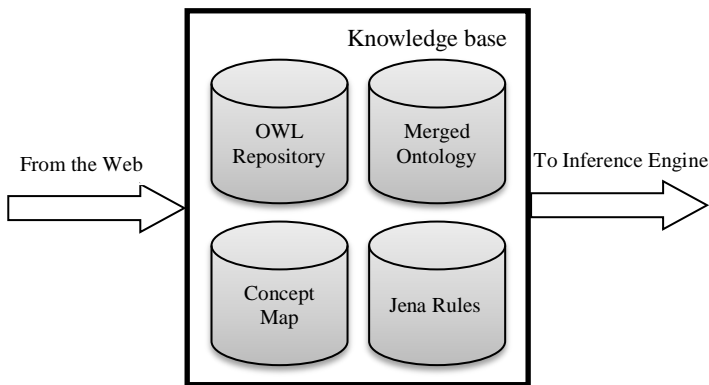 Knowledge base
OWL
Repository
Merged
Ontology
From the Web
To Inference Engine
Concept
Map
Jena Rules